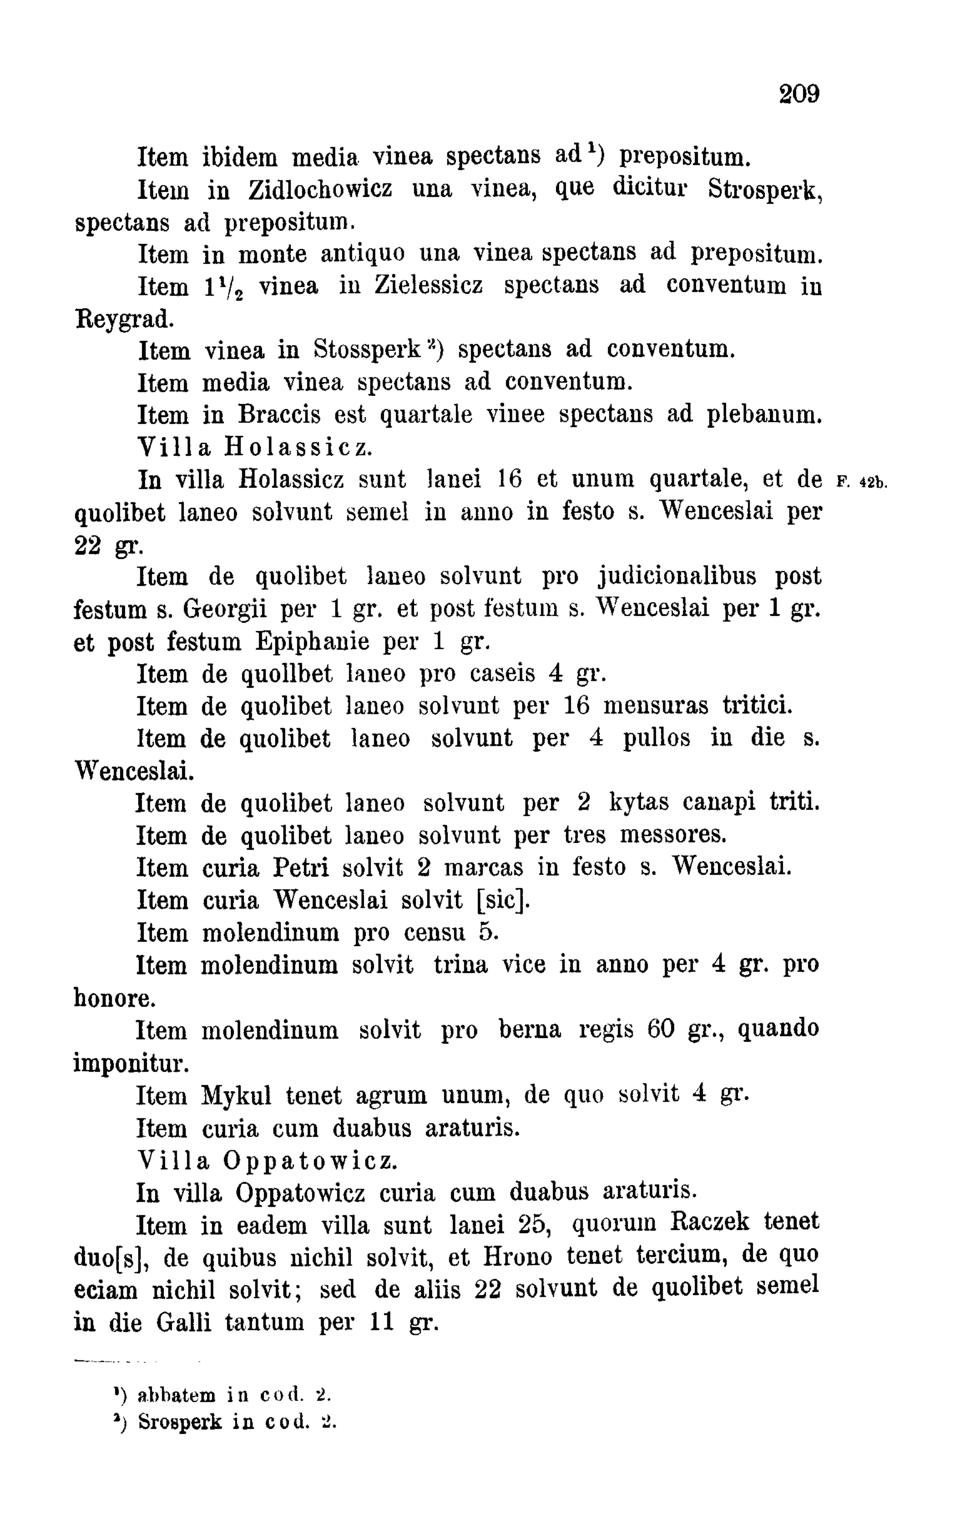 209
Item ibidem media vinea spectans ad ¹) prepositum.
Item in Zidlochowicz una vinea, que dicitur Strosperk,
spectans ad prepositum.
Item in monte antiquo una vinea spectans ad prepositum.
Item 1¹/₂ vinea in Zielessicz spectans ad conventum in
Reygrad.
Item vinea in Stossperk ²) spectans ad conventum.
Item media vinea spectans ad conventum.
Item in Braccis est quartale vinee spectans ad plebanum.
Villa Holassicz.
In villa Holassicz sunt lanei 16 et unum quartale, et de F. 42b.
quolibet laneo solvunt semel in anno in festo s. Wenceslai per
22 gr.
Item de quolibet laneo solvunt pro judicionalibus post
festum s. Georgii per 1 gr. et post festum s. Wenceslai per 1 gr.
et post festum Epiphanie per 1 gr.
Item de quollbet laneo pro caseis 4 gr.
Item de quolibet laneo solvunt per 16 mensuras tritici.
Item de quolibet laneo solvunt per 4 pullos in die s.
Wenceslai.
Item de quolibet laneo solvunt per 2 kytas canapi triti.
Item de quolibet laneo solvunt per tres messores.
Item curia Petri solvit 2 marcas in festo s. Wenceslai.
Item curia Wenceslai solvit [sic].
Item molendinum pro censu 5.
Item molendinum solvit trina vice in anno per 4 gr. pro
honore.
Item molendinum solvit pro berna regis 60 gr., quando
imponitur.
Item Mykul tenet agrum unum, de quo solvit 4 gr.
Item curia cum duabus araturis.
Villa Oppatowicz.
In villa Oppatowicz curia cum duabus araturis.
Item in eadem villa sunt lanei 25, quorum Raczek tenet
duo[s], de quibus nichil solvit, et Hrono tenet tercium, de quo
eciam nichil solvit; sed de aliis 22 solvunt de quolibet semel
in die Galli tantum per 11 gr.
¹) abbatem in cod. 2.
²) Srosperk in cod. 2.